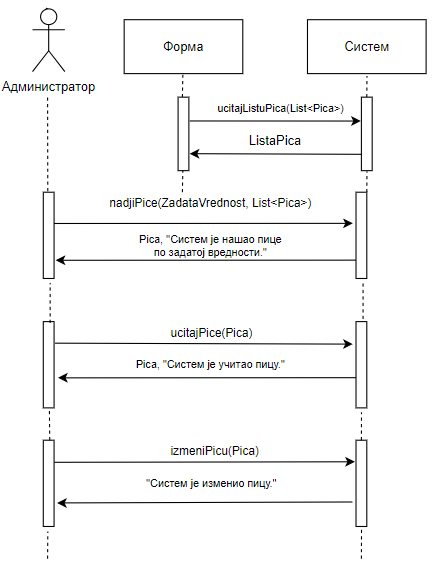 Форма
Систем
Администратор
ucitajListuPica(List<Pica>)
ListaPica
nadjiPice(ZadataVrednost, List<Pica>)
Pica, "Систем је нашао пице
по задатој вредности."
ucitajPice(Pica)
Pica, "Систем је учитао пицу."
izmeniPicu(Pica)
"Систем је изменио пицу."